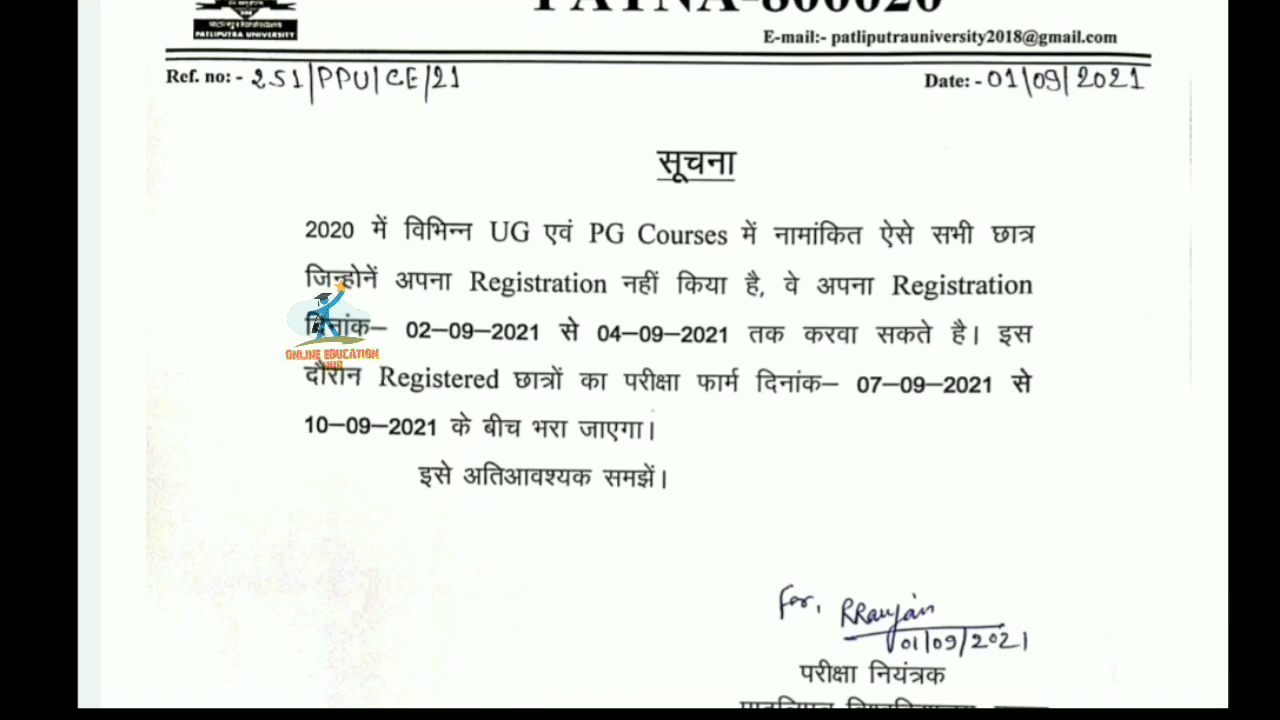 PATLIPUTRA UNIVERSITY
PATNA-800020
E-mail:- patliputrauniversity2018@gmail.com
Ref. no: - 251/PPU/CE/21
Date: - 01/09/2021
सूचना
2020 में विभिन्न UG एवं PG Courses में नामांकित ऐसे सभी छात्र
जिन्होनें अपना Registration नहीं किया है, वे अपना Registration
दिनांक– 02–09–2021 से 04–09–2021 तक करवा सकते है। इस
ONLINE EDUCATION
दौरान Registered छात्रों का परीक्षा फार्म दिनांक– 07–09–2021 से
10–09–2021 के बीच भरा जाएगा।
इसे अतिआवश्यक समझें।
For, RRanjan
01/09/2021
परीक्षा नियंत्रक